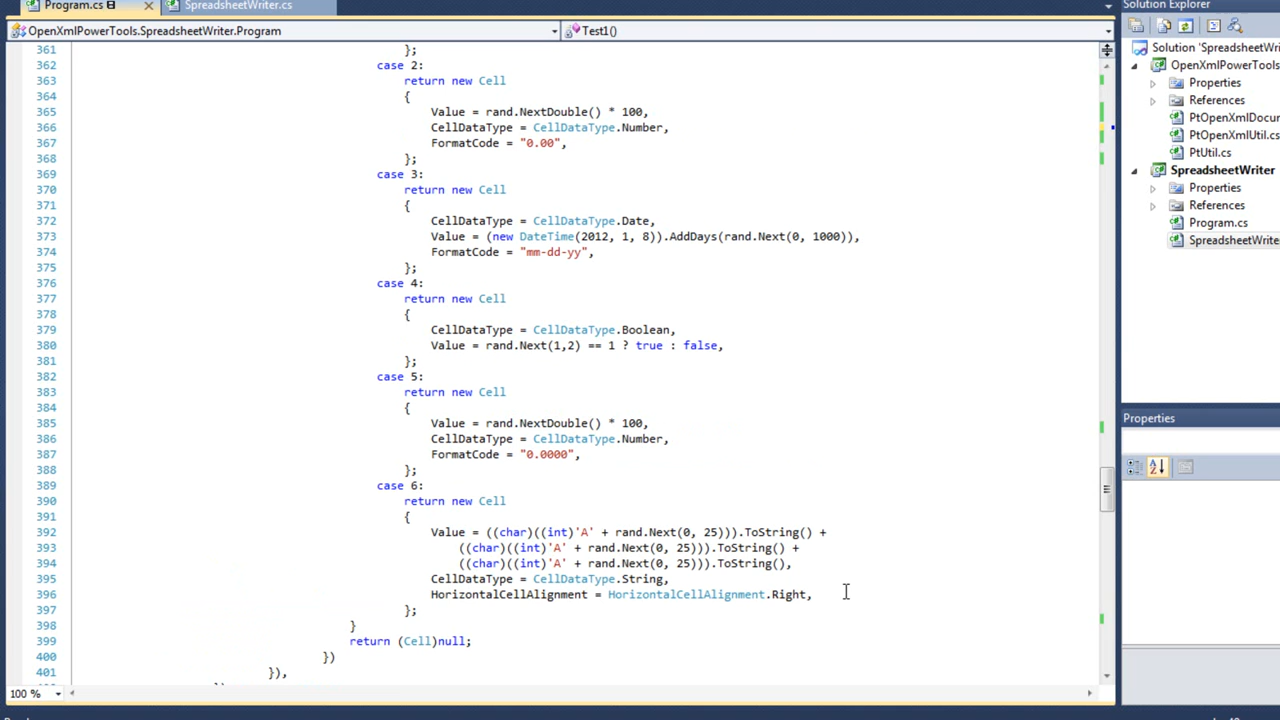 Program.cs
SpreadsheetWriter.cs
OpenXmlPowerTools.SpreadsheetWriter.Program
Test1()
361 };
362 case 2:
363 return new Cell
364 {
365 Value = rand.NextDouble() * 100,
366 CellDataType = CellDataType.Number,
367 FormatCode = "0.00",
368 };
369 case 3:
370 return new Cell
371 {
372 CellDataType = CellDataType.Date,
373 Value = (new DateTime(2012, 1, 8)).AddDays(rand.Next(0, 1000)),
374 FormatCode = "mm-dd-yy",
375 };
376 case 4:
377 return new Cell
378 {
379 CellDataType = CellDataType.Boolean,
380 Value = rand.Next(1,2) == 1 ? true : false,
381 };
382 case 5:
383 return new Cell
384 {
385 Value = rand.NextDouble() * 100,
386 CellDataType = CellDataType.Number,
387 FormatCode = "0.0000",
388 };
389 case 6:
390 return new Cell
391 {
392 Value = ((char)((int)'A' + rand.Next(0, 25))).ToString() +
393 ((char)((int)'A' + rand.Next(0, 25))).ToString() +
394 ((char)((int)'A' + rand.Next(0, 25))).ToString(),
395 CellDataType = CellDataType.String,
396 HorizontalCellAlignment = HorizontalCellAlignment.Right,
397 };
398 }
399 return (Cell)null;
400 })
401 }),
100 %
Solution Explorer
Solution 'SpreadsheetWri
OpenXmlPowerTools
Properties
References
PtOpenXmlDocum
PtOpenXmlUtil.cs
PtUtil.cs
SpreadsheetWriter
Properties
References
Program.cs
SpreadsheetWrite
Properties